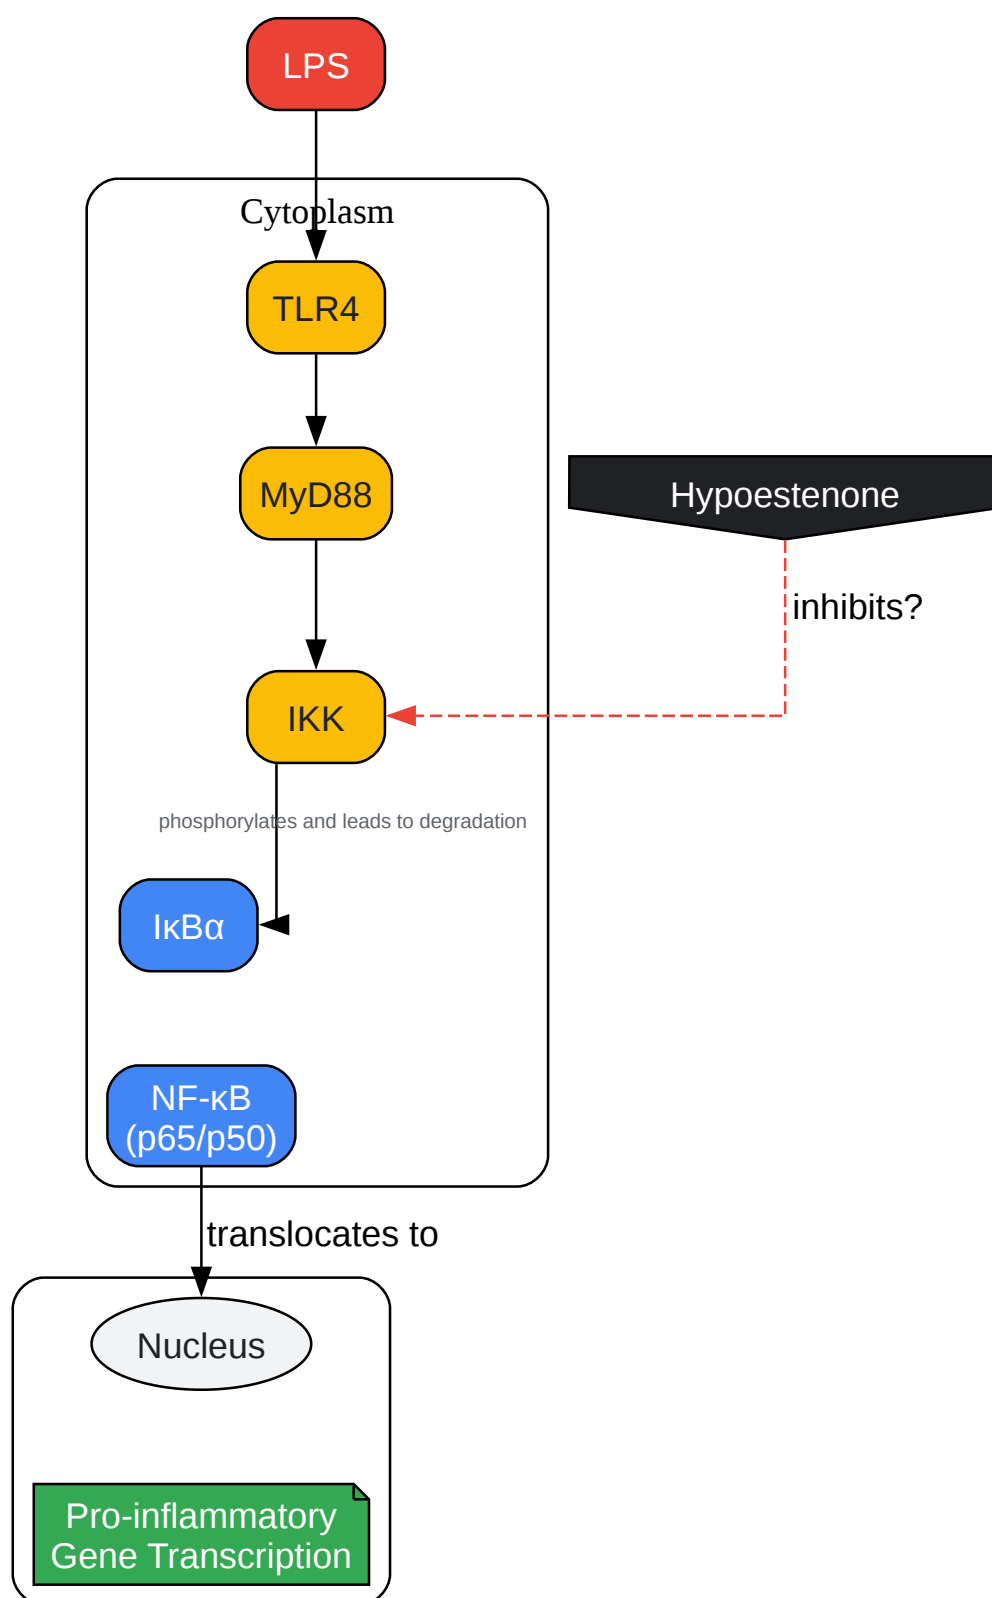 LPS
Cytoplasm
TLR4
MyD88
Hypoestenone
inhibits?
IKK
phosphorylates and leads to degradation
IκBα
NF-κB
(p65/p50)
translocates to
Nucleus
Pro-inflammatory
Gene Transcription